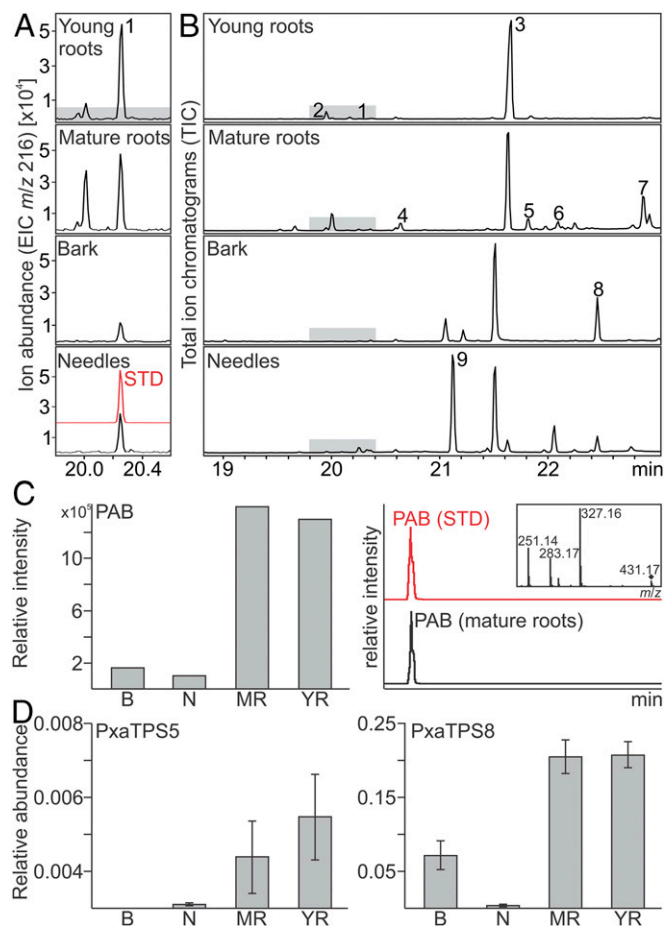 A
Ion abundance (EIC m/z 216) [x10⁴]
Young
roots
1
5
3
1
Mature roots
5
3
1
Bark
5
3
1
Needles
STD
5
3
1
20.0 20.4
B
Total ion chromatograms (TIC)
Young roots
2 1 3
Mature roots
4 5 6 7
Bark
8
Needles
9
19 20 21 22 min
C
Relative intensity
x10⁹ PAB
10
6
2
B N MR YR
relative intensity
PAB (STD)
327.16
251.14
283.17
431.17
m/z
PAB (mature roots)
min
D
Relative abundance
PxaTPS5
0.008
0.006
0.004
B N MR YR
PxaTPS8
0.25
0.15
0.05
B N MR YR